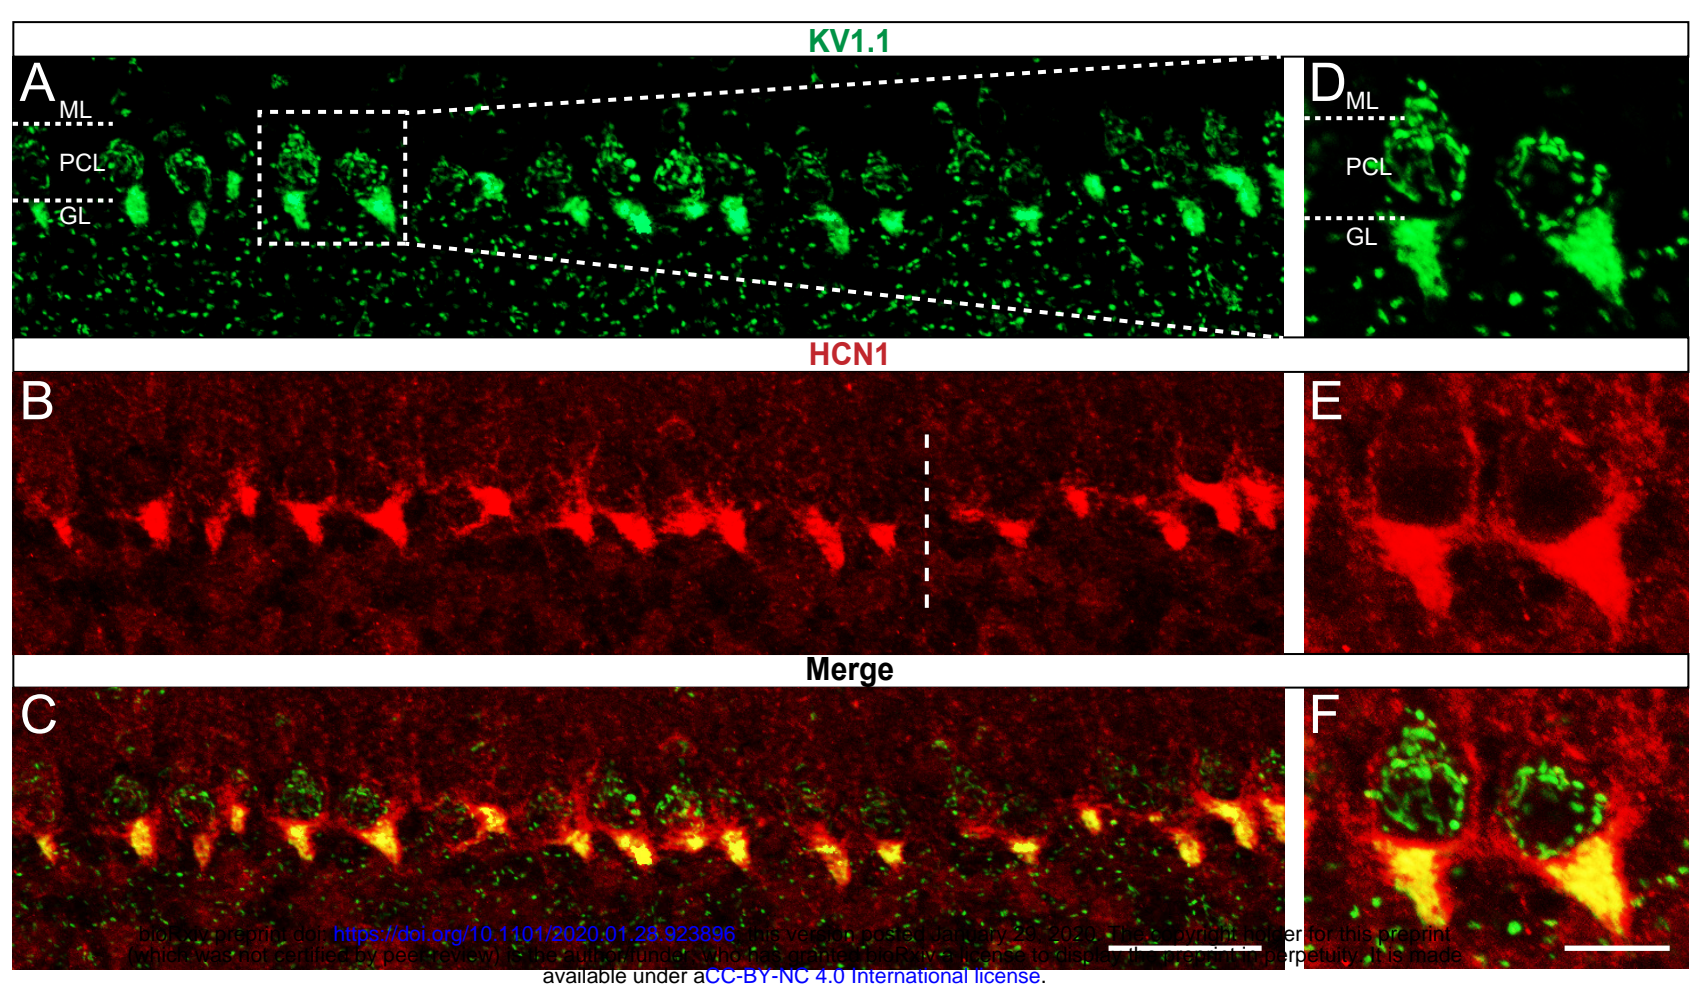 KV1.1
A
ML
PCL
GL
D
ML
PCL
GL
HCN1
B
E
Merge
C
F
bioRxiv preprint doi: https://doi.org/10.1101/2020.01.28.923896; this version posted January 29, 2020. The copyright holder for this preprint
(which was not certified by peer review) is the author/funder, who has granted bioRxiv a license to display the preprint in perpetuity. It is made
available under aCC-BY-NC 4.0 International license.